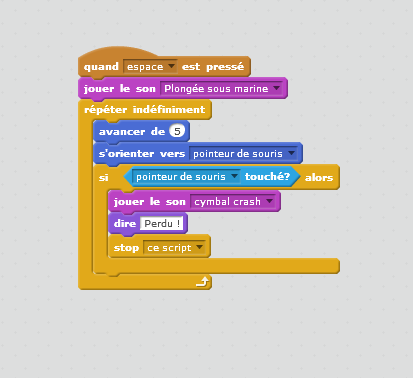 quand espace est pressé
jouer le son Plongée sous marine
répéter indéfiniment
avancer de 5
s'orienter vers pointeur de souris
si pointeur de souris touché? alors
jouer le son cymbal crash
dire Perdu !
stop ce script